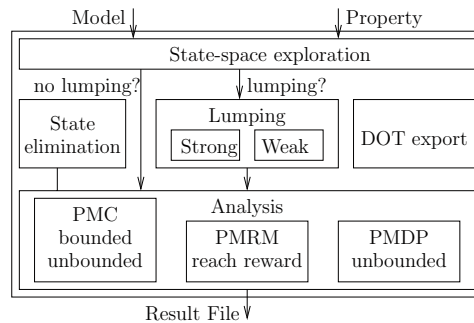 Model
Property
State-space exploration
no lumping?
lumping?
State
elimination
Lumping
Strong
Weak
DOT export
Analysis
PMC
bounded
unbounded
PMRM
reach reward
PMDP
unbounded
Result File